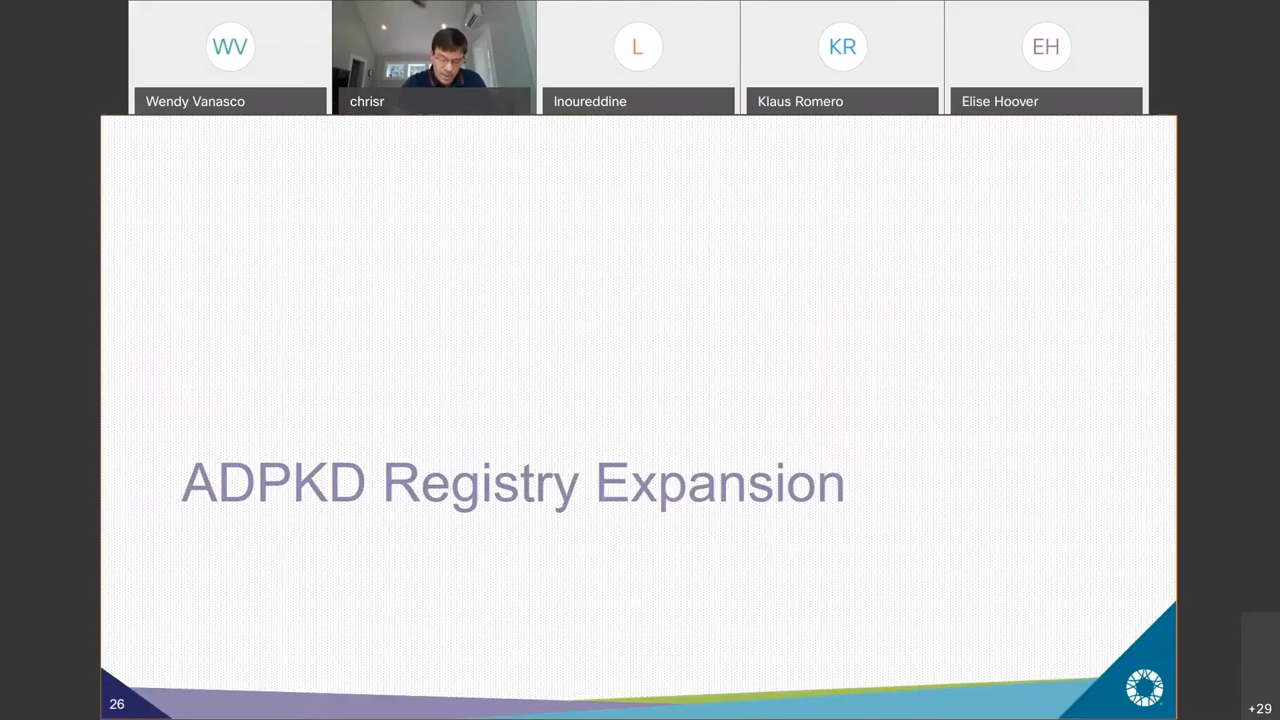 WV
Wendy Vanasco
chrisr
L
lnoureddine
KR
Klaus Romero
EH
Elise Hoover
ADPKD Registry Expansion
26
+29